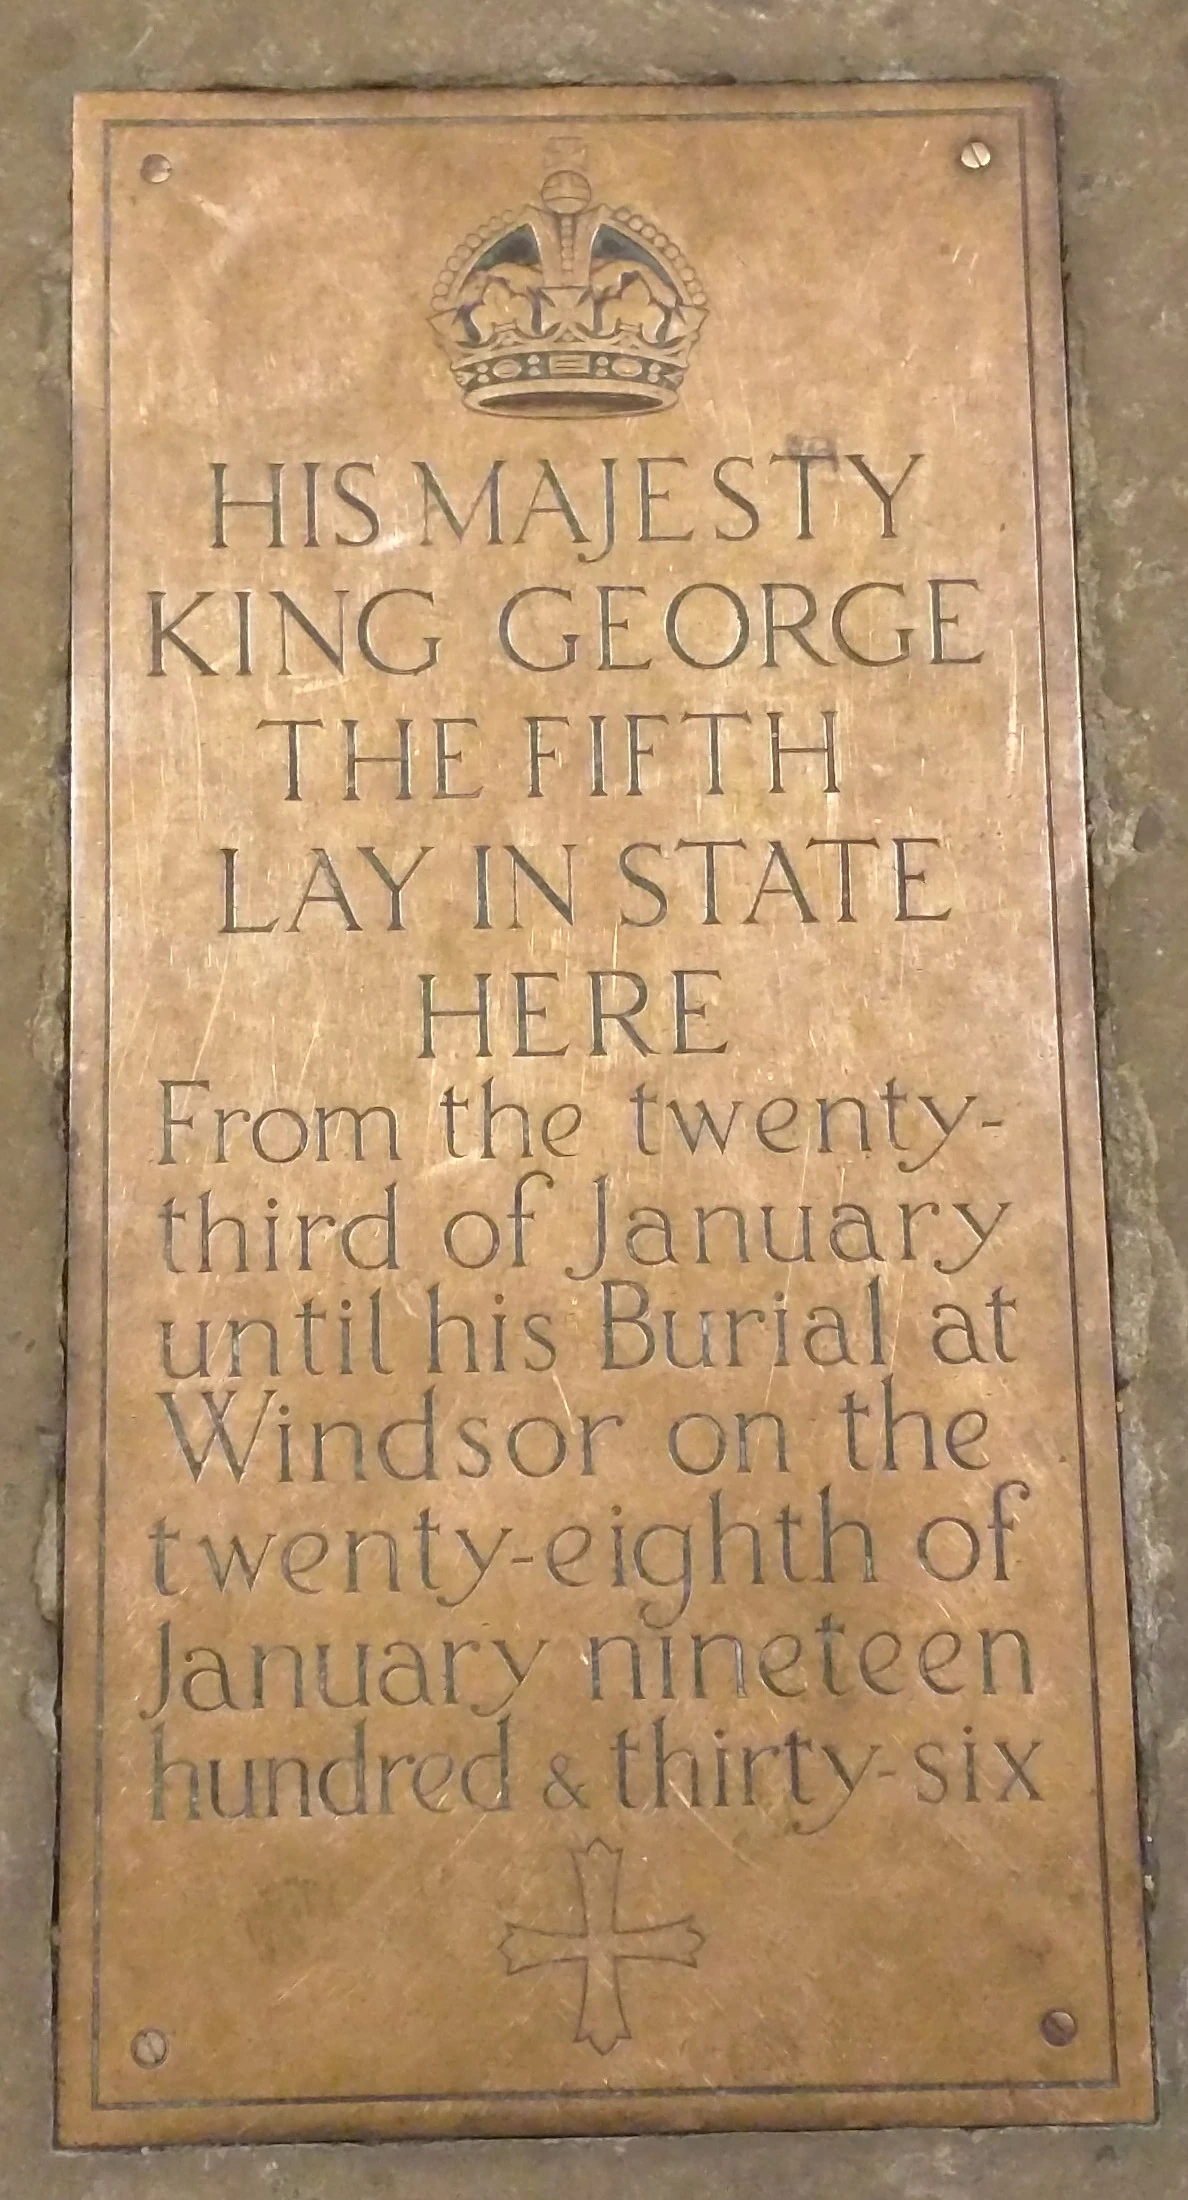 HIS MAJESTY
KING GEORGE
THE FIFTH
LAY IN STATE
HERE
From the twenty-
third of January
until his Burial at
Windsor on the
twenty-eighth of
January nineteen
hundred & thirty-six